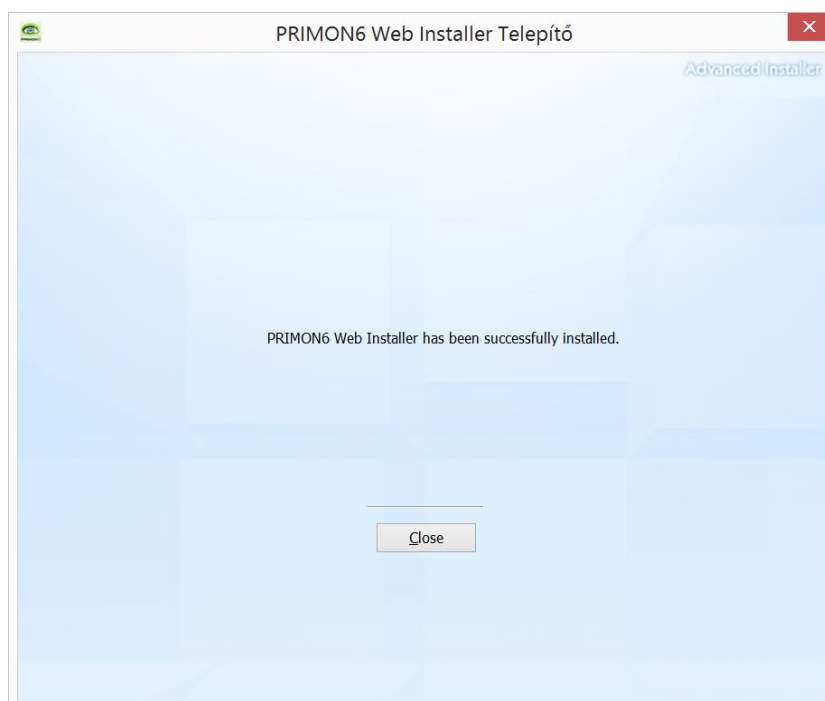 PRIMON6 Web Installer Telepítő
Advanced Installer
PRIMON6 Web Installer has been successfully installed.
Close